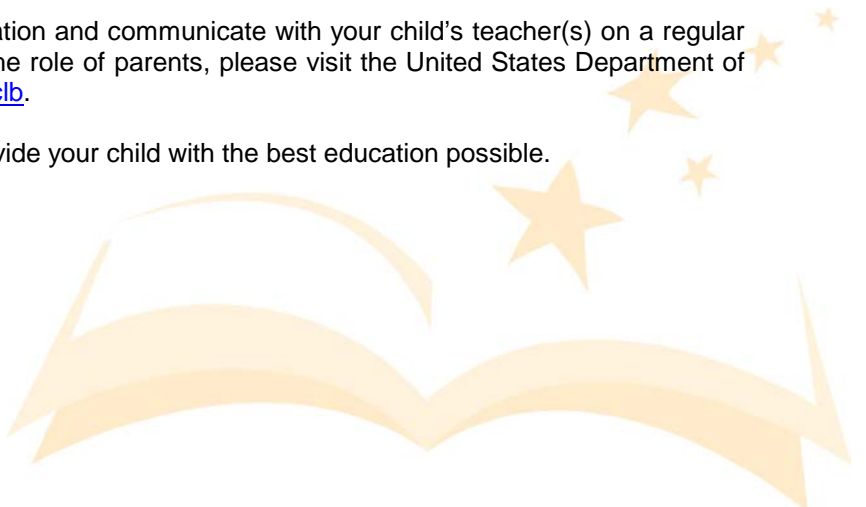 ation and communicate with your child's teacher(s) on a regular
he role of parents, please visit the United States Department of
clb.
vide your child with the best education possible.